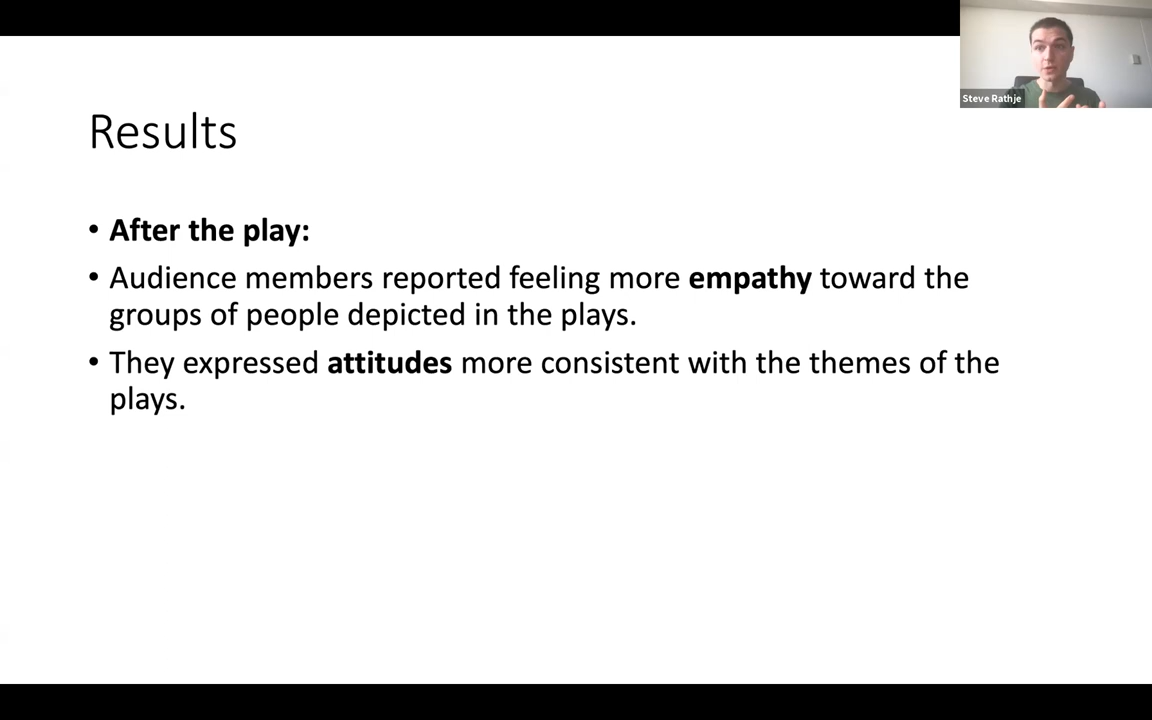 Steve Rathje
Results
• After the play:
• Audience members reported feeling more empathy toward the
groups of people depicted in the plays.
• They expressed attitudes more consistent with the themes of the
plays.